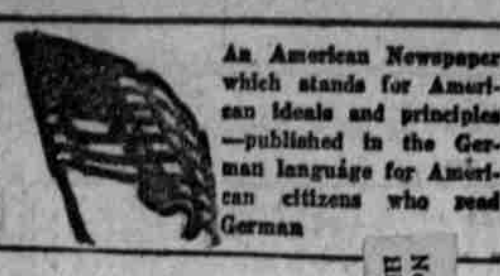 An American Newspaper
which stands for Ameri-
can ideals and principles
—published in the Ger-
man language for Ameri-
can citizens who read
German